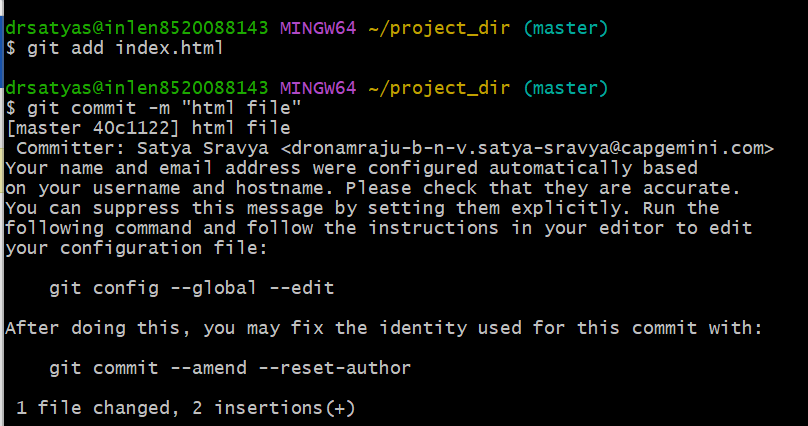 drsatyas@inlen8520088143 MINGW64 ~/project_dir (master)
$ git add index.html
drsatyas@inlen8520088143 MINGW64 ~/project_dir (master)
$ git commit -m "html file"
[master 40c1122] html file
 Committer: Satya Sravya <dronamraju-b-n-v.satya-sravya@capgemini.com>
Your name and email address were configured automatically based
on your username and hostname. Please check that they are accurate.
You can suppress this message by setting them explicitly. Run the
following command and follow the instructions in your editor to edit
your configuration file:
    git config --global --edit
After doing this, you may fix the identity used for this commit with:
    git commit --amend --reset-author
 1 file changed, 2 insertions(+)